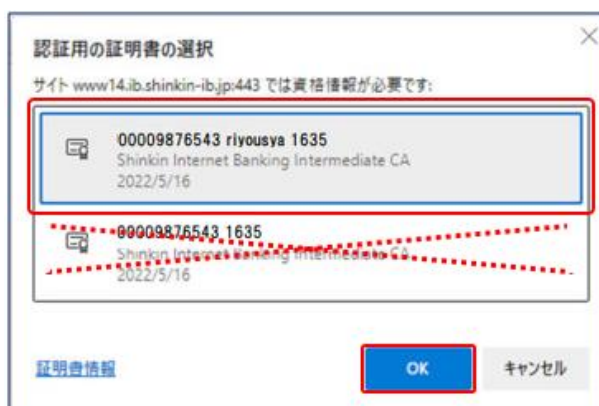 認証用の証明書の選択
サイト www14.ib.shinkin-ib.jp:443 では資格情報が必要です:
00009876543 riyousya 1635
Shinkin Internet Banking Intermediate CA
2022/5/16
00009876543 1635
Shinkin Internet Banking Intermediate CA
2022/5/16
証明書情報
OK
キャンセル